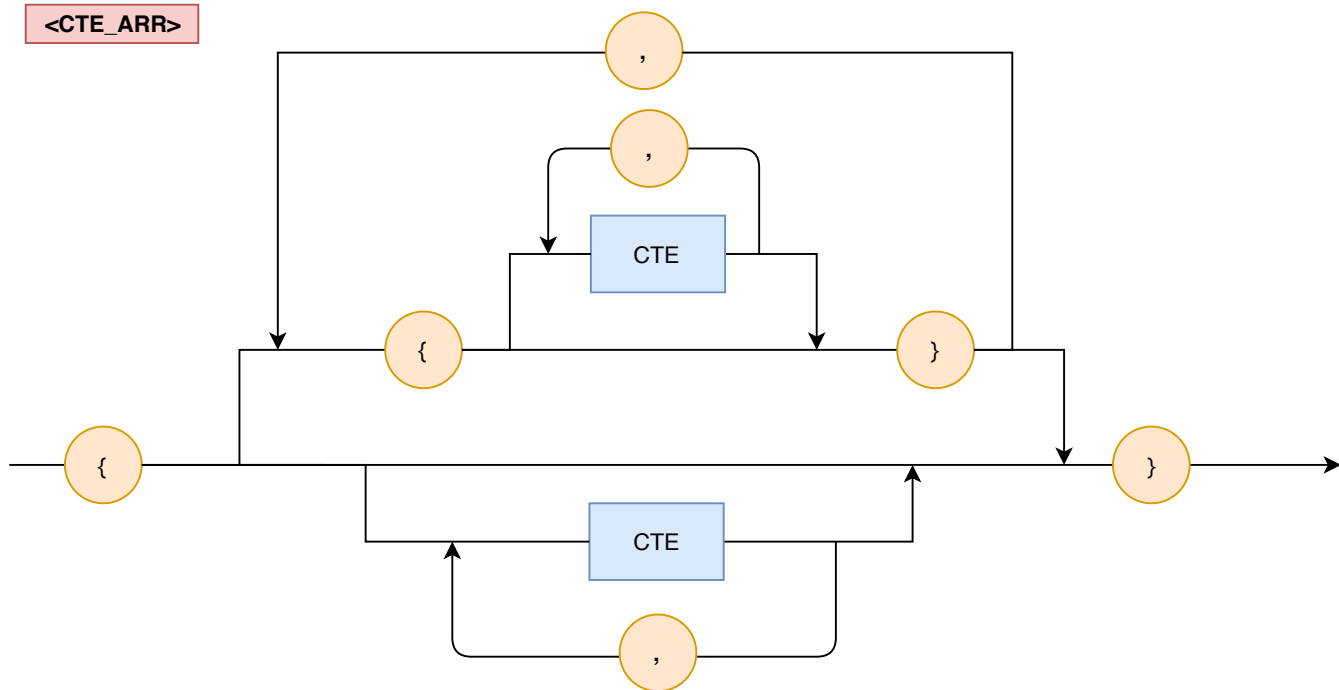 <CTE_ARR>
,
,
CTE
{
}
{
}
CTE
,